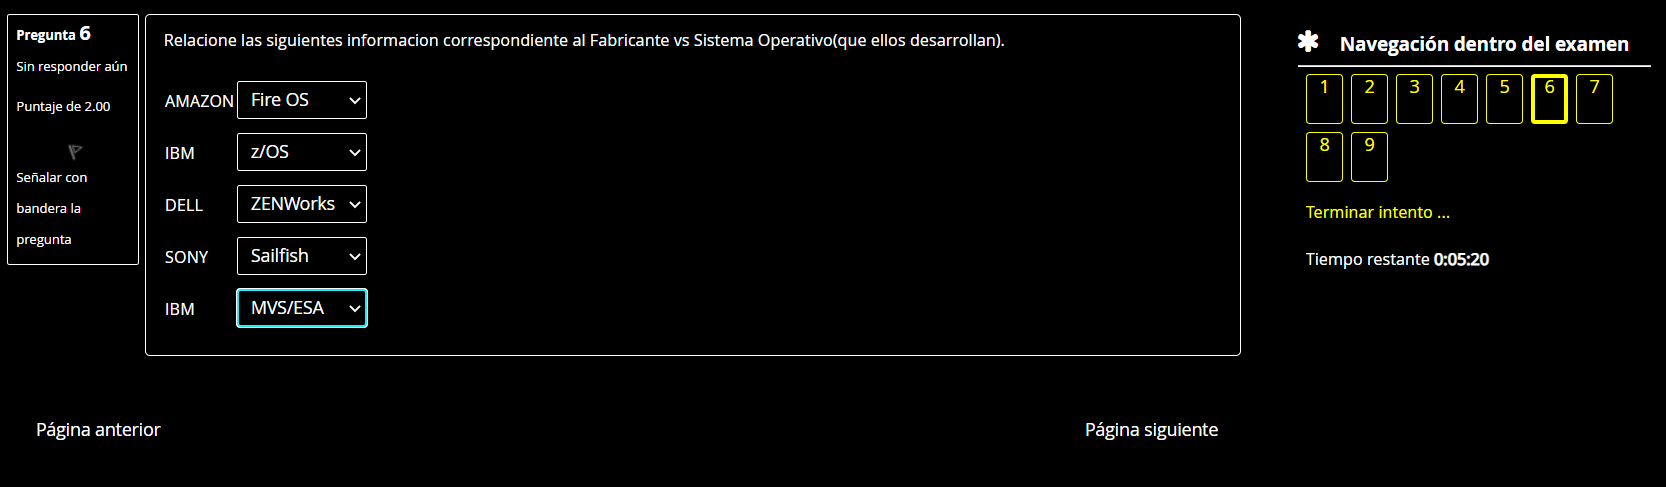 Pregunta 6
Sin responder aún
Puntaje de 2.00
Señalar con
bandera la
pregunta
Relacione las siguientes informacion correspondiente al Fabricante vs Sistema Operativo(que ellos desarrollan).
AMAZON Fire OS
IBM z/OS
DELL ZENWorks
SONY Sailfish
IBM MVS/ESA
Página anterior
Página siguiente
Navegación dentro del examen
1 2 3 4 5 6 7
8 9
Terminar intento ...
Tiempo restante 0:05:20